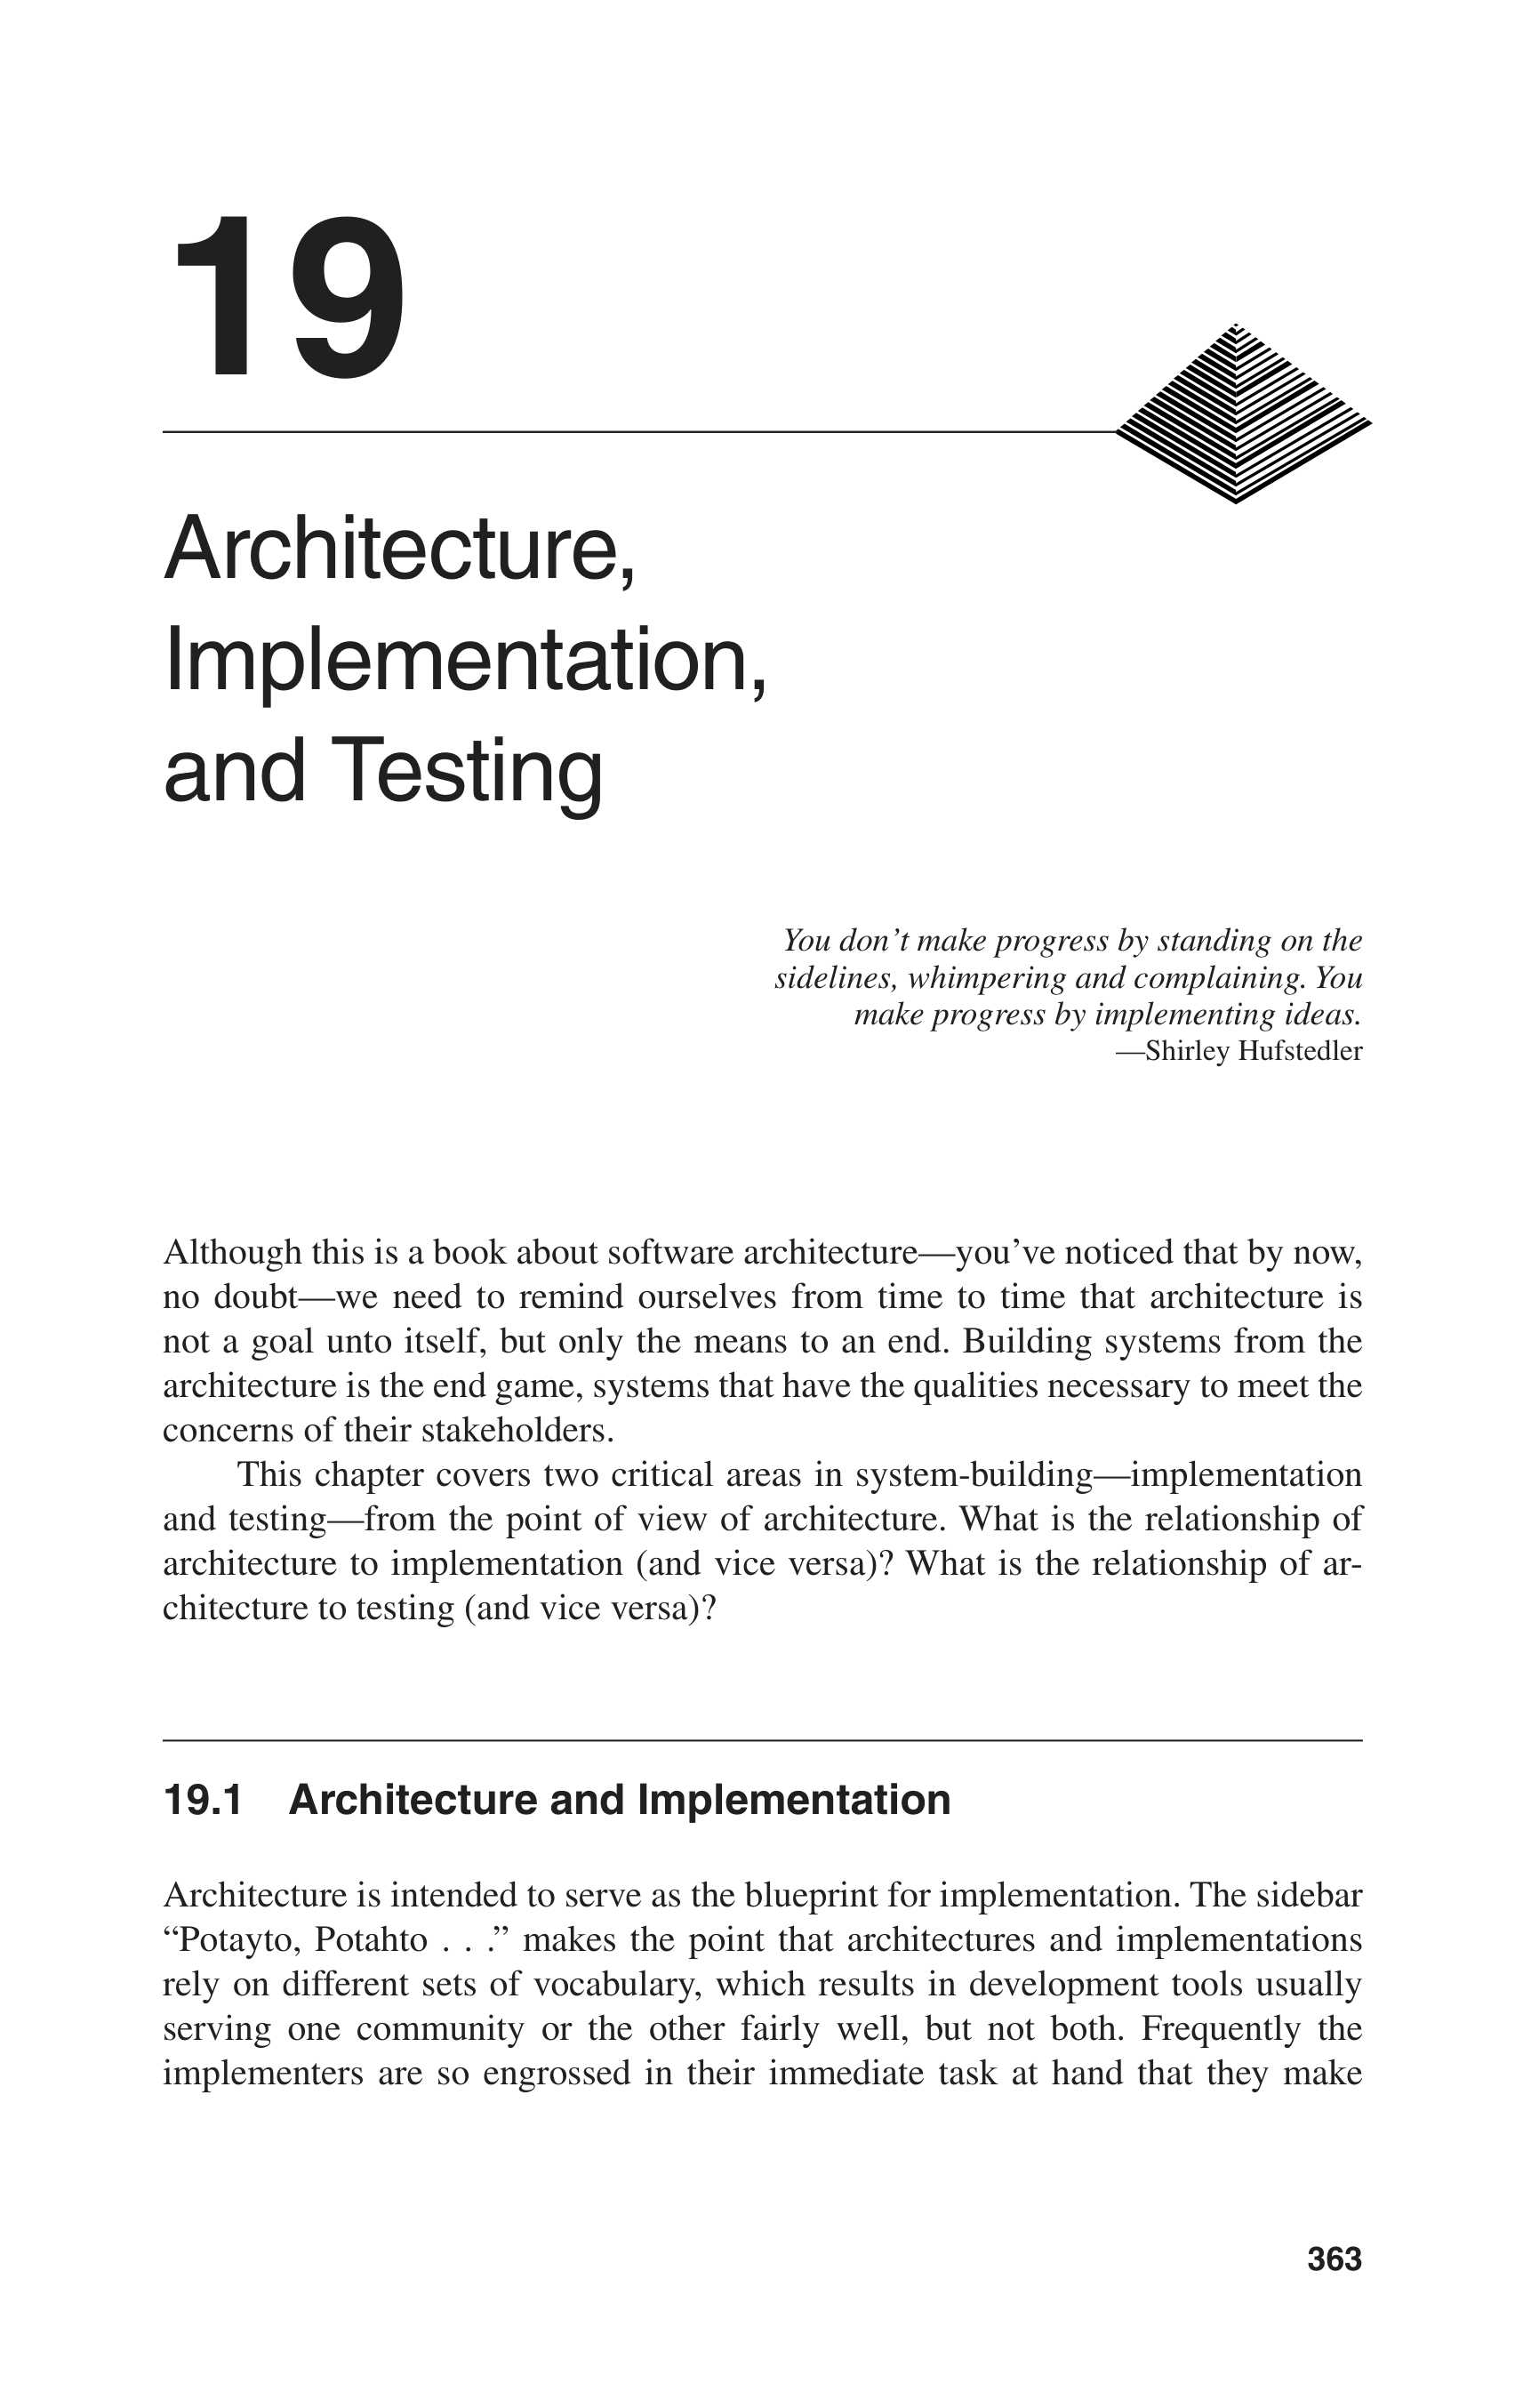 19
Architecture,
Implementation,
and Testing
You don’t make progress by standing on the
sidelines, whimpering and complaining. You
make progress by implementing ideas.
—Shirley Hufstedler
Although this is a book about software architecture—you’ve noticed that by now,
no doubt—we need to remind ourselves from time to time that architecture is
not a goal unto itself, but only the means to an end. Building systems from the
architecture is the end game, systems that have the qualities necessary to meet the
concerns of their stakeholders.
This chapter covers two critical areas in system-building—implementation
and testing—from the point of view of architecture. What is the relationship of
architecture to implementation (and vice versa)? What is the relationship of ar-
chitecture to testing (and vice versa)?
19.1 Architecture and Implementation
Architecture is intended to serve as the blueprint for implementation. The sidebar
“Potayto, Potahto . . .” makes the point that architectures and implementations
rely on different sets of vocabulary, which results in development tools usually
serving one community or the other fairly well, but not both. Frequently the
implementers are so engrossed in their immediate task at hand that they make
363